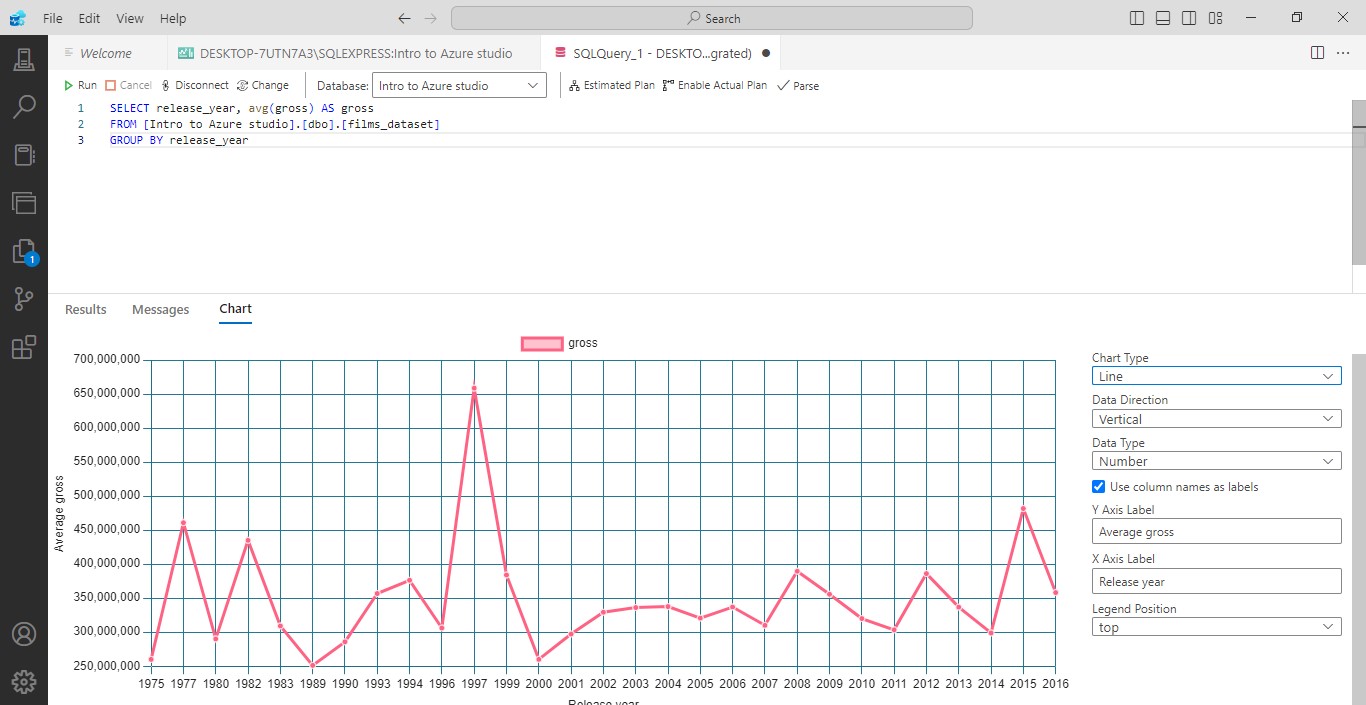 File Edit View Help
Search
Welcome DESKTOP-7UTN7A3\SQLEXPRESS:Intro to Azure studio SQLQuery_1 - DESKTO...grated)
Run Cancel Disconnect Change Database: Intro to Azure studio Estimated Plan Enable Actual Plan Parse
1 SELECT release_year, avg(gross) AS gross
2 FROM [Intro to Azure studio].[dbo].[films_dataset]
3 GROUP BY release_year
1
Results Messages Chart
gross
700,000,000
650,000,000
600,000,000
550,000,000
500,000,000
450,000,000
400,000,000
350,000,000
300,000,000
250,000,000
Average gross
1975 1977 1980 1982 1983 1989 1990 1993 1994 1996 1997 1999 2000 2001 2002 2003 2004 2005 2006 2007 2008 2009 2010 2011 2012 2013 2014 2015 2016
Release year
Chart Type
Line
Data Direction
Vertical
Data Type
Number
Use column names as labels
Y Axis Label
Average gross
X Axis Label
Release year
Legend Position
top